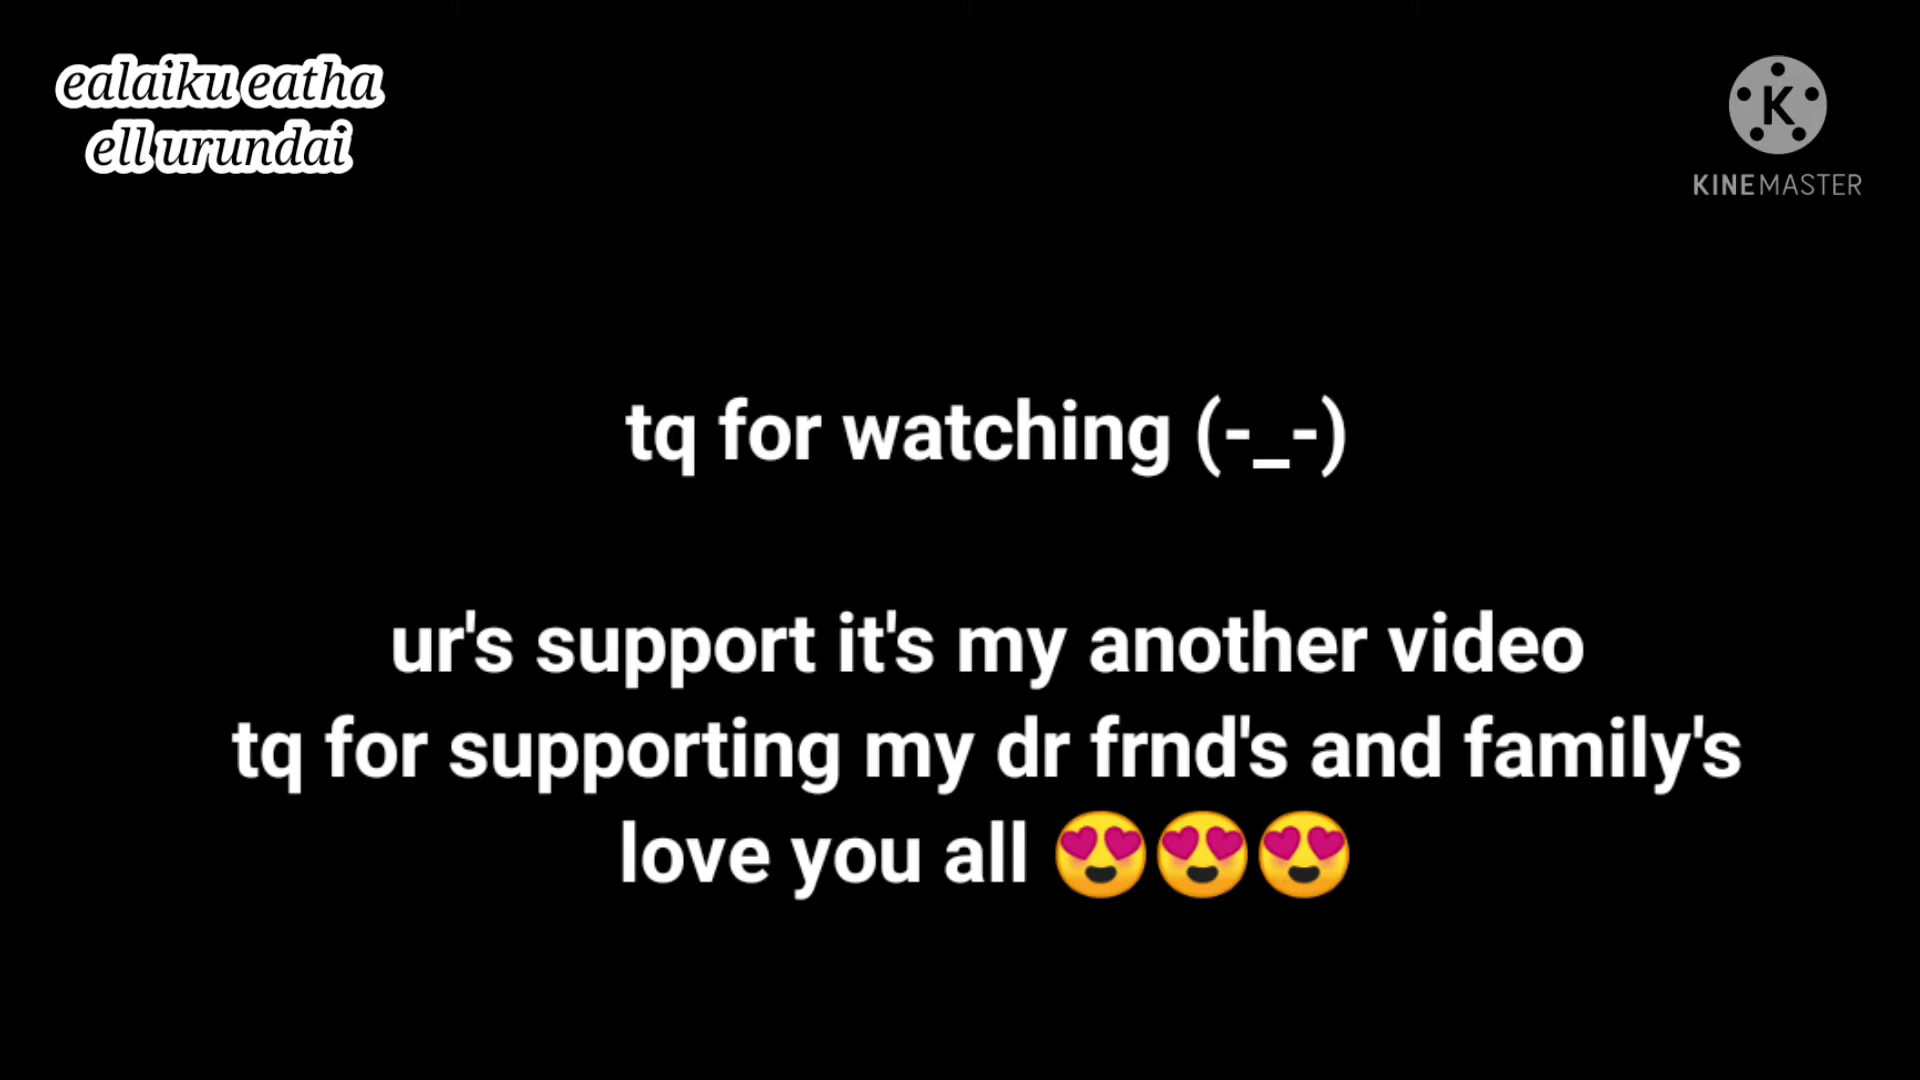 ealaiku eatha
ell urundai
K
KINEMASTER
tq for watching (-_-)
ur's support it's my another video
tq for supporting my dr frnd's and family's
love you all 😍😍😍